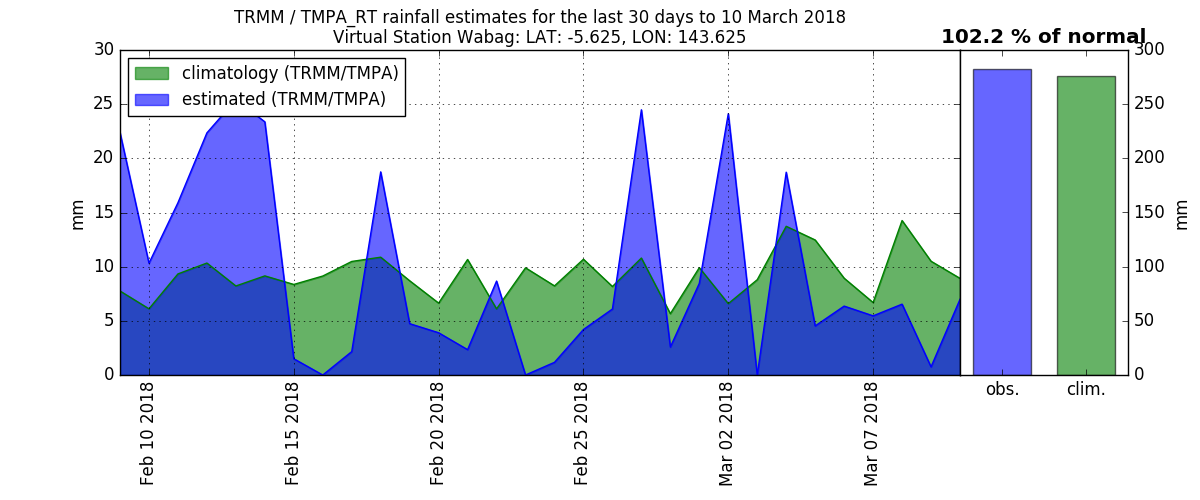 TRMM / TMPA_RT rainfall estimates for the last 30 days to 10 March 2018
Virtual Station Wabag: LAT: -5.625, LON: 143.625
102.2 % of normal
climatology (TRMM/TMPA)
estimated (TRMM/TMPA)
30
25
20
15
10
5
0
mm
300
250
200
150
100
50
0
mm
Feb 10 2018
Feb 15 2018
Feb 20 2018
Feb 25 2018
Mar 02 2018
Mar 07 2018
obs.
clim.